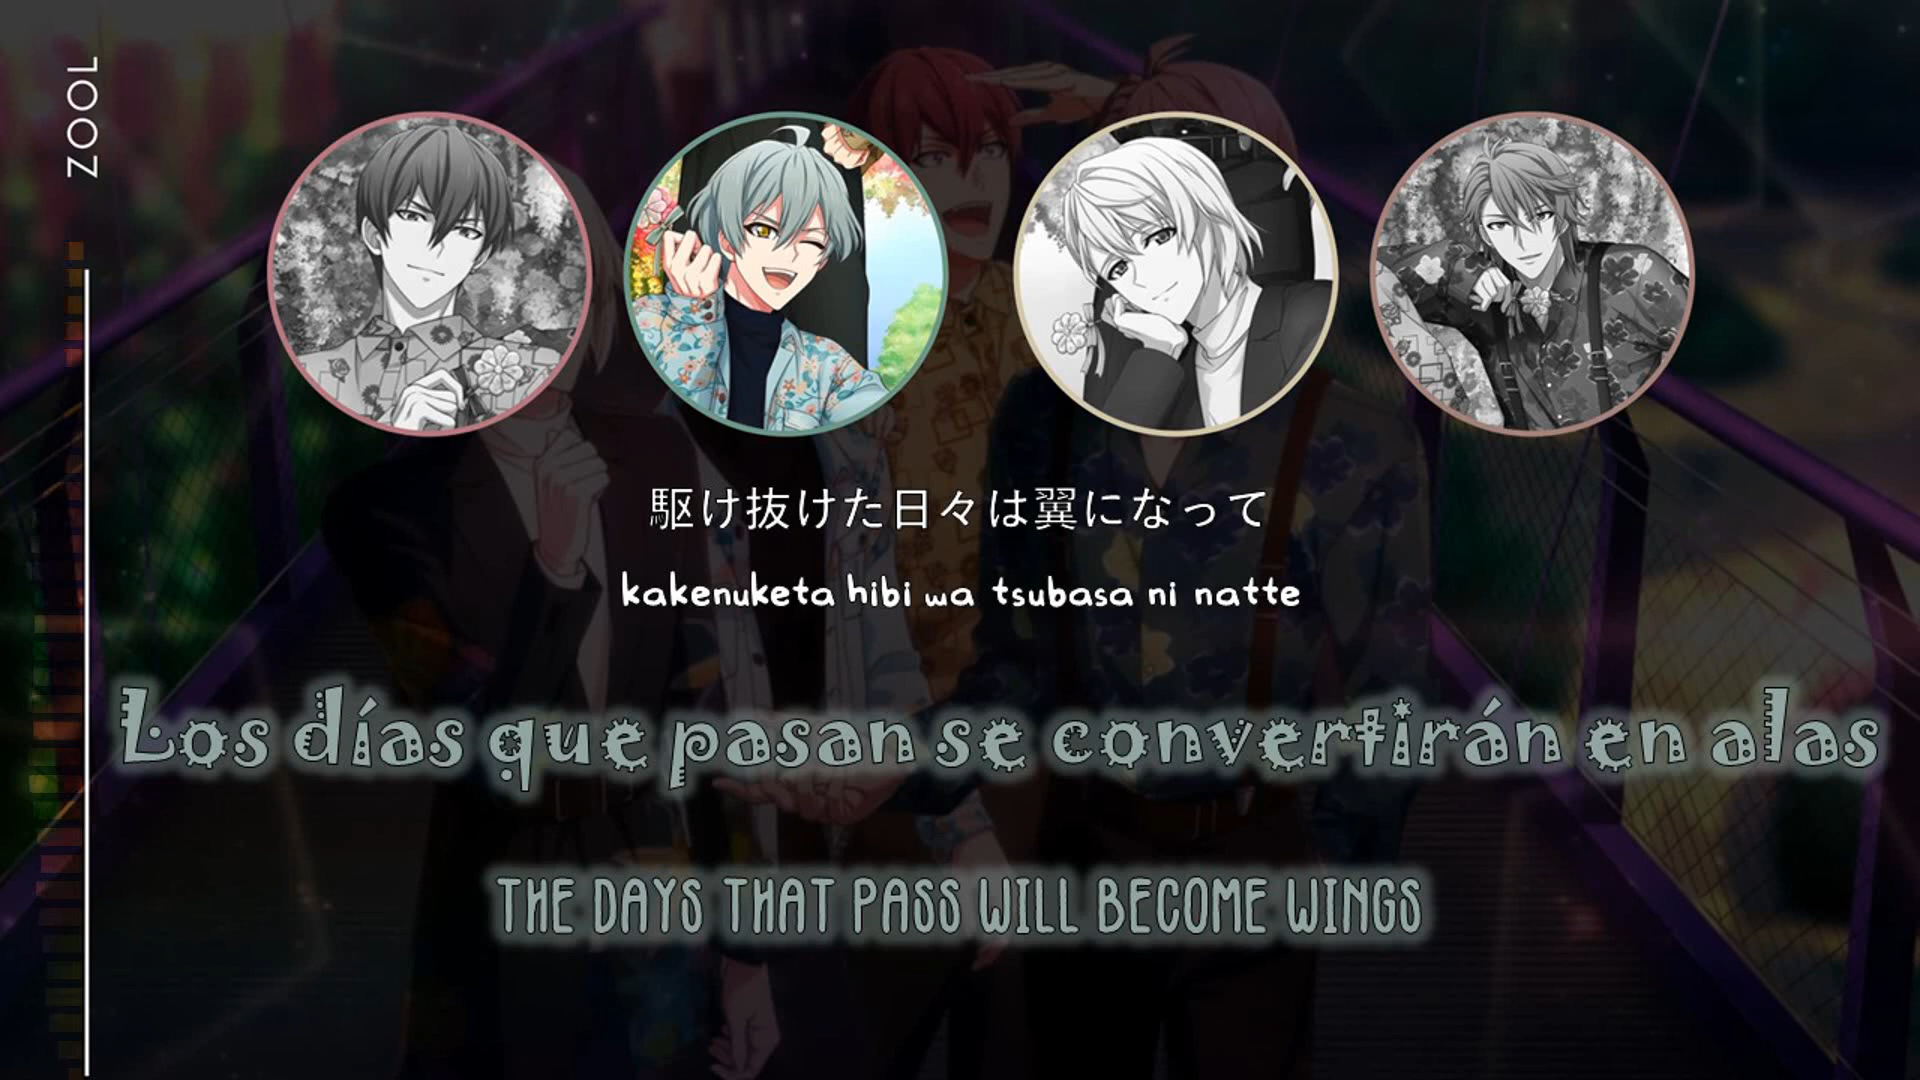 ZOOL
駆け抜けた日々は翼になって
kakenuketa hibi wa tsubasa ni natte
Los días que pasan se convertirán en alas
THE DAYS THAT PASS WILL BECOME WINGS